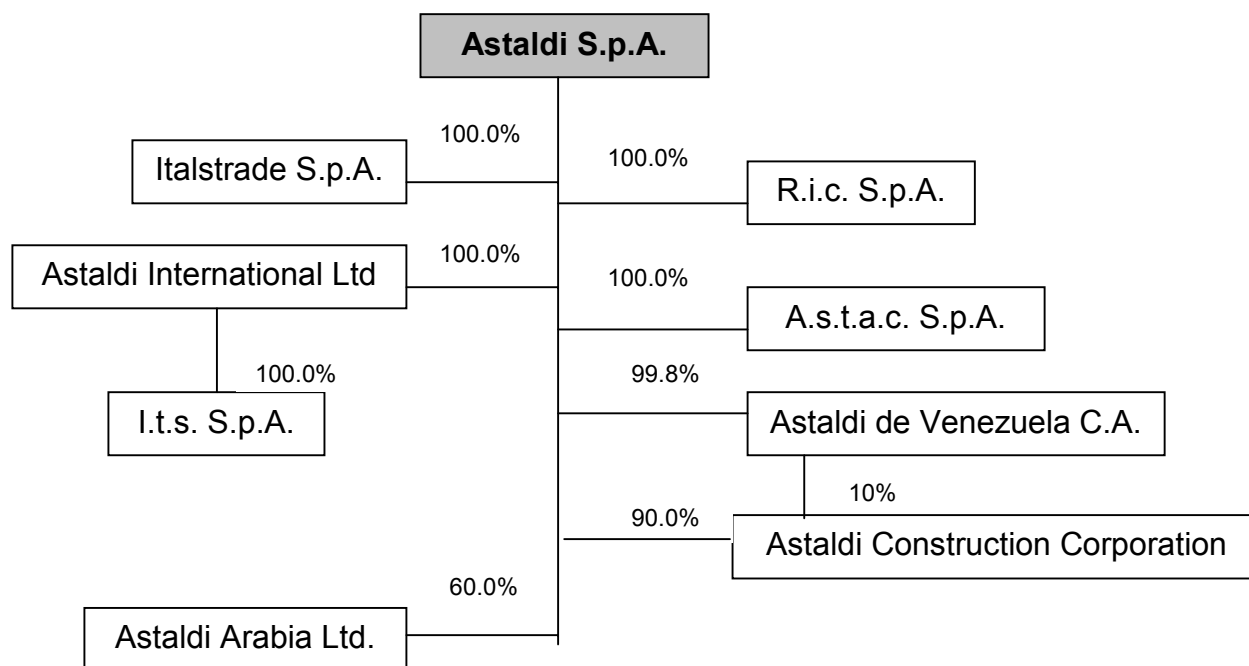 Astaldi S.p.A.
100.0%
Italstrade S.p.A.
100.0%
R.i.c. S.p.A.
100.0%
Astaldi International Ltd
100.0%
A.s.t.a.c. S.p.A.
100.0%
I.t.s. S.p.A.
99.8%
Astaldi de Venezuela C.A.
10%
90.0%
Astaldi Construction Corporation
60.0%
Astaldi Arabia Ltd.